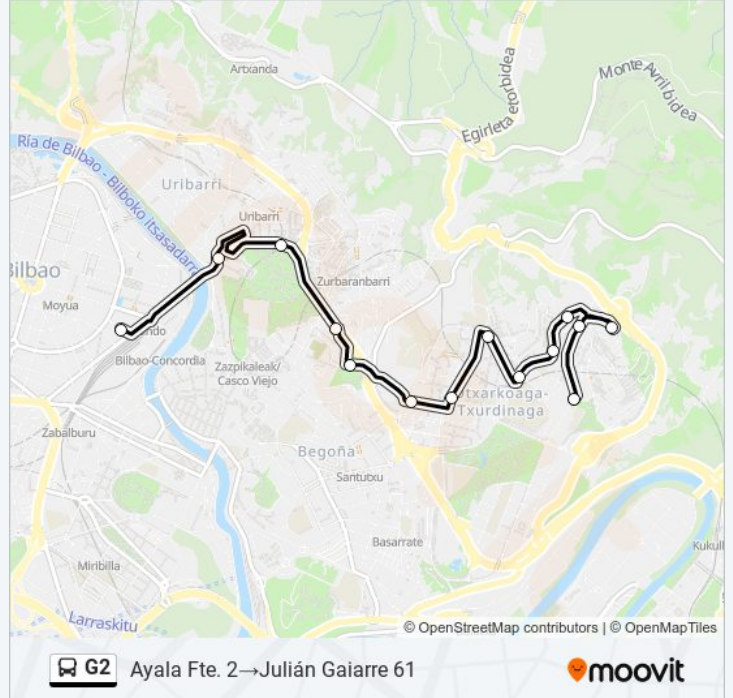 Artxanda
Monte Avril bidea
Egirleta etorbidea
Ría de Bilbao - Bilboko itsasadarra
Uribarri
Uribarri
Bilbao
Zurbaranbarri
Moyua
Bilbao-Concordia
Zazpikaleak/
Casco Viejo
Otxarkoaga-
Txurdinaga
Zabalburu
Begoña
Santutxu
Basarrate
Kukull
Miribilla
Larraskitu
© OpenStreetMap contributors | © OpenMapTiles
G2 Ayala Fte. 2→Julián Gaiarre 61
moovit